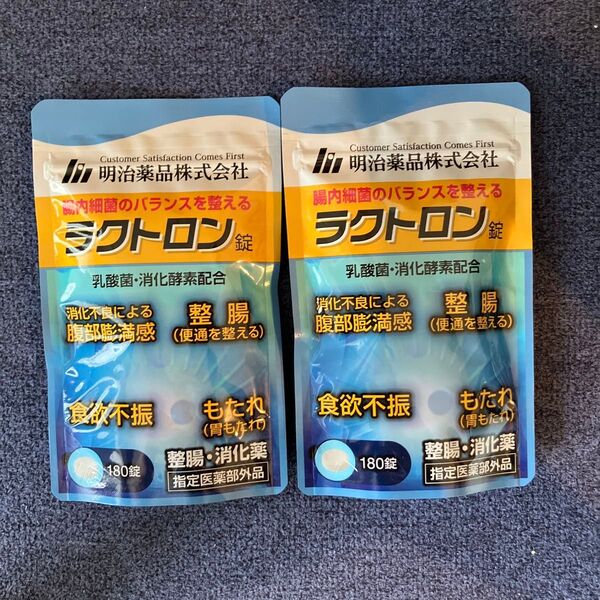 Customer Satisfaction Comes First
明治薬品株式会社
腸内細菌のバランスを整える
ラクトロン錠
乳酸菌・消化酵素配合
消化不良による
腹部膨満感
整腸
(便通を整える)
食欲不振
もたれ
(胃もたれ)
180錠
整腸・消化薬
指定医薬部外品
Customer Satisfaction Comes First
明治薬品株式会社
腸内細菌のバランスを整える
ラクトロン錠
乳酸菌・消化酵素配合
消化不良による
腹部膨満感
整腸
(便通を整える)
食欲不振
もたれ
(胃もたれ)
180錠
整腸・消化薬
指定医薬部外品